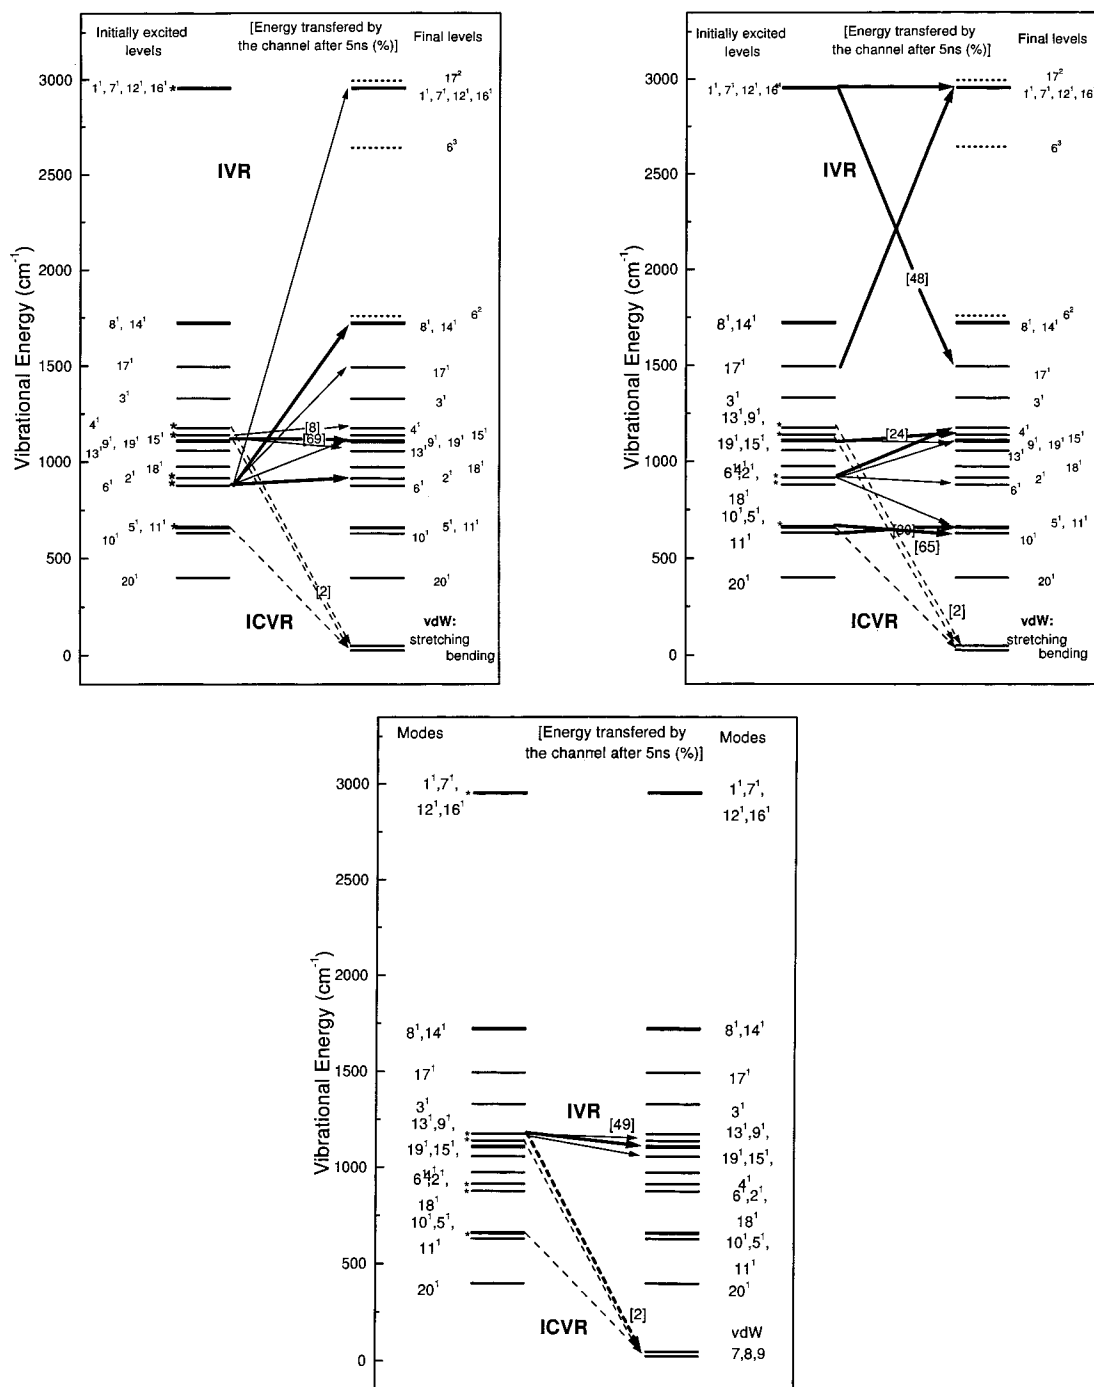 Initially excited
levels
[Energy transfered by
the channel after 5ns (%)]
Final levels
Vibrational Energy (cm⁻¹)
3000
2500
2000
1500
1000
500
0
1¹, 7¹, 12¹, 16¹ *
8¹, 14¹
17¹
3¹
4¹
13¹ 9¹, 19¹ 15¹
2¹ 18¹
6¹
5¹, 11¹
10¹
20¹
IVR
[8]
[69]
[2]
ICVR
17²
1¹, 7¹, 12¹, 16¹
6³
6²
8¹, 14¹
17¹
3¹
4¹
9¹, 19¹ 15¹
13¹
2¹ 18¹
6¹
5¹, 11¹
10¹
20¹
vdW:
stretching
bending
Initially excited
levels
[Energy transfered by
the channel after 5ns (%)]
Final levels
Vibrational Energy (cm⁻¹)
3000
2500
2000
1500
1000
500
0
1¹, 7¹, 12¹, 16¹
8¹,14¹
17¹
3¹
13¹,9¹,
19¹,15¹,
18¹
10¹,5¹,
11¹
20¹
IVR
[48]
[24]
[65]
[2]
ICVR
17²
1¹, 7¹, 12¹, 16¹
6³
6²
8¹, 14¹
17¹
3¹
4¹
9¹, 19¹ 15¹
13¹
2¹ 18¹
6¹
5¹, 11¹
10¹
20¹
vdW:
stretching
bending
Modes
[Energy transfered by
the channel after 5ns (%)]
Modes
Vibrational Energy (cm⁻¹)
3000
2500
2000
1500
1000
500
0
1¹,7¹,
12¹,16¹
8¹,14¹
17¹
3¹
13¹,9¹,
19¹,15¹,
18¹
10¹,5¹,
11¹
20¹
IVR
[49]
[2]
ICVR
1¹,7¹,
12¹,16¹
8¹,14¹
17¹
3¹
13¹,9¹,
19¹,15¹,
4¹
6¹,2¹,
18¹
10¹,5¹,
11¹
20¹
vdW
7,8,9